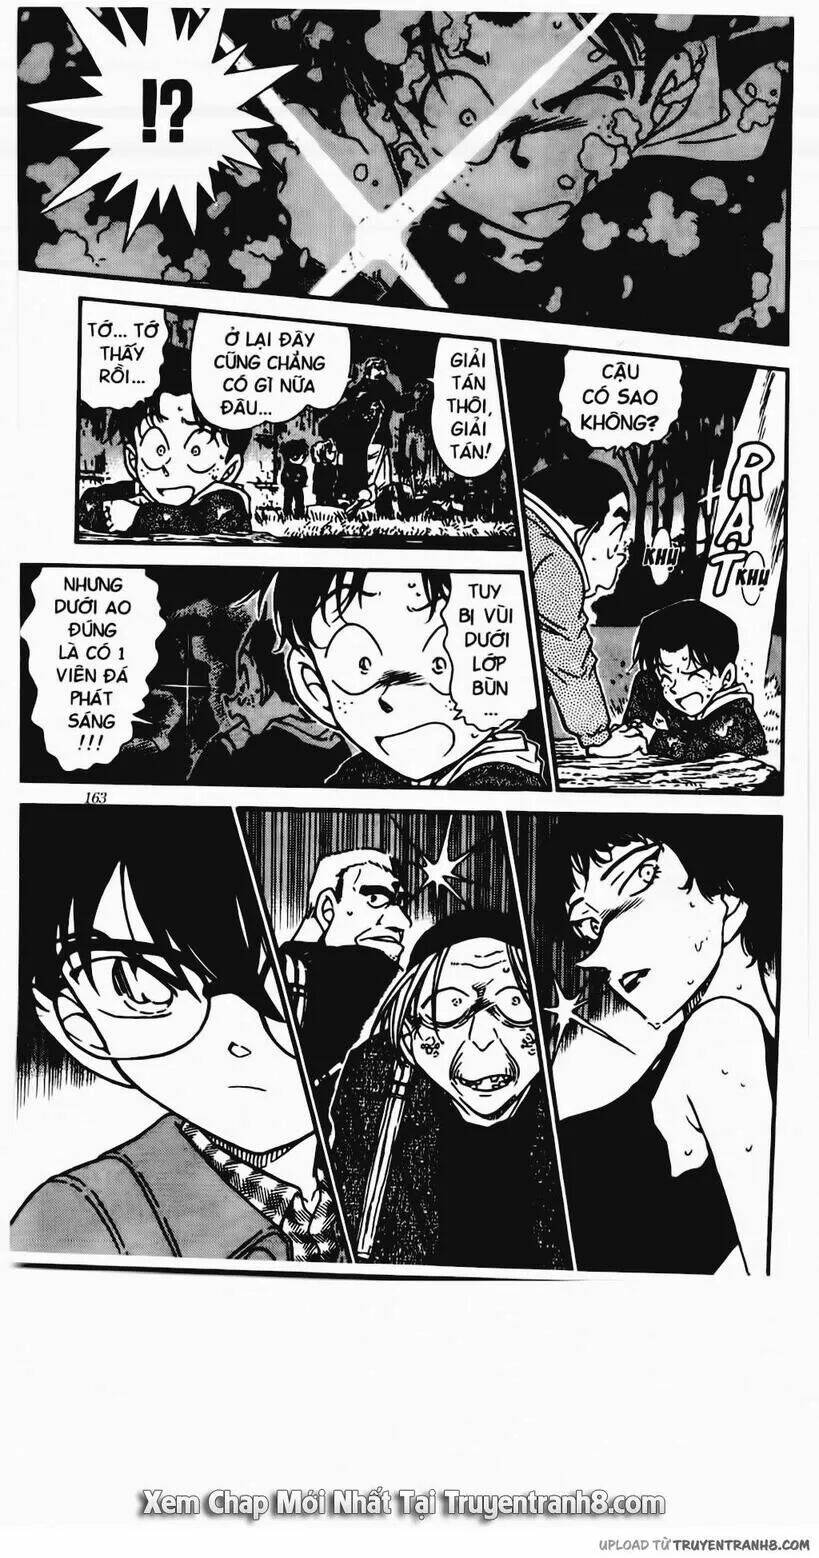 !?
CẬU
CÓ SAO
KHÔNG?
RẠT
KHỤ
KHỤ
GIẢI
TÁN
THÔI,
GIẢI
TÁN!
Ở LẠI ĐÂY
CŨNG CHẲNG
CÓ GÌ NỮA
ĐÂU...
TỚ... TỚ
THẤY
RỒI...
TUY
BỊ VÙI
DƯỚI
LỚP
BÙN
...
NHƯNG
DƯỚI AO
ĐÚNG
LÀ CÓ 1
VIÊN ĐÁ
PHÁT
SÁNG
!!!
163
Xem Chap Mới Nhất Tại Truyentranh8.com
UPLOAD TỪ TRUYENTRANH8.COM